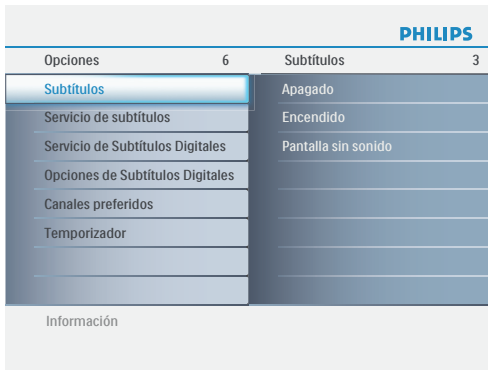 PHILIPS
Opciones 6
Subtítulos 3
Subtítulos
Servicio de subtítulos
Servicio de Subtítulos Digitales
Opciones de Subtítulos Digitales
Canales preferidos
Temporizador
Apagado
Encendido
Pantalla sin sonido
Información